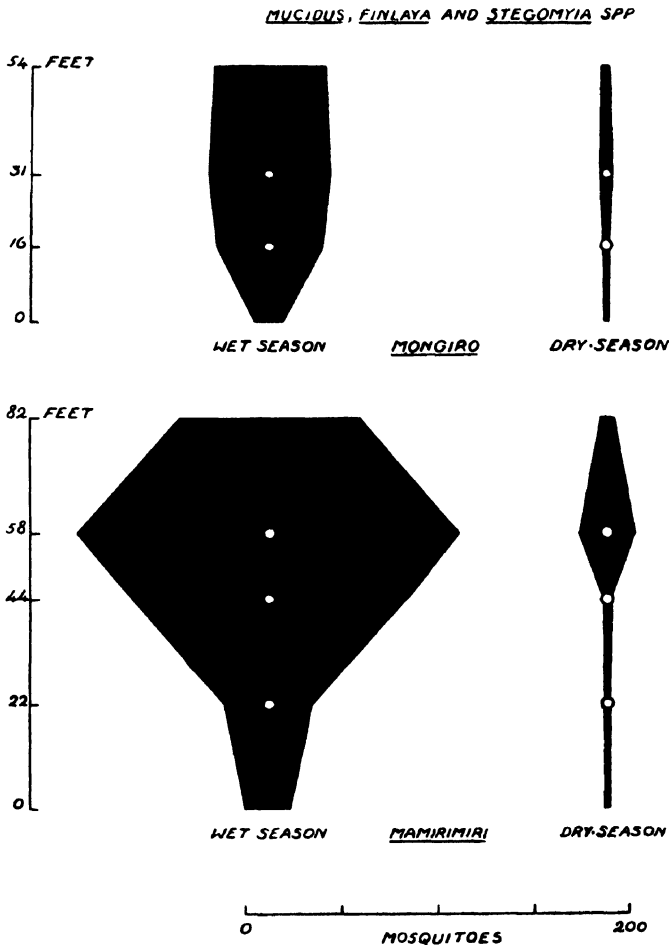 MUCIDUS, FINLAYA AND STEGOMYIA SPP
54 FEET
31
16
0
WET SEASON MONGIRO DRY-SEASON
82 FEET
58
44
22
0
WET SEASON MAMIRIMIRI DRY-SEASON
0 200
MOSQUITOES